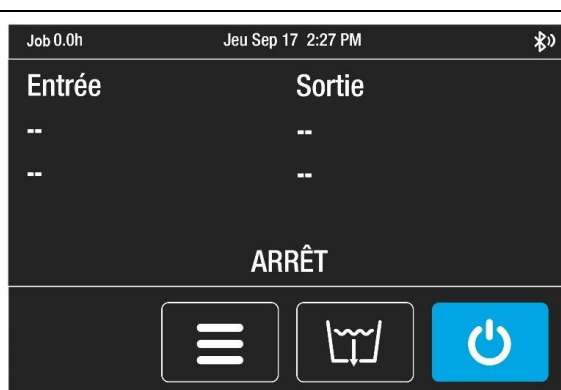 Job 0.0h Jeu Sep 17 2:27 PM
Entrée Sortie
-- --
-- --
ARRÊT